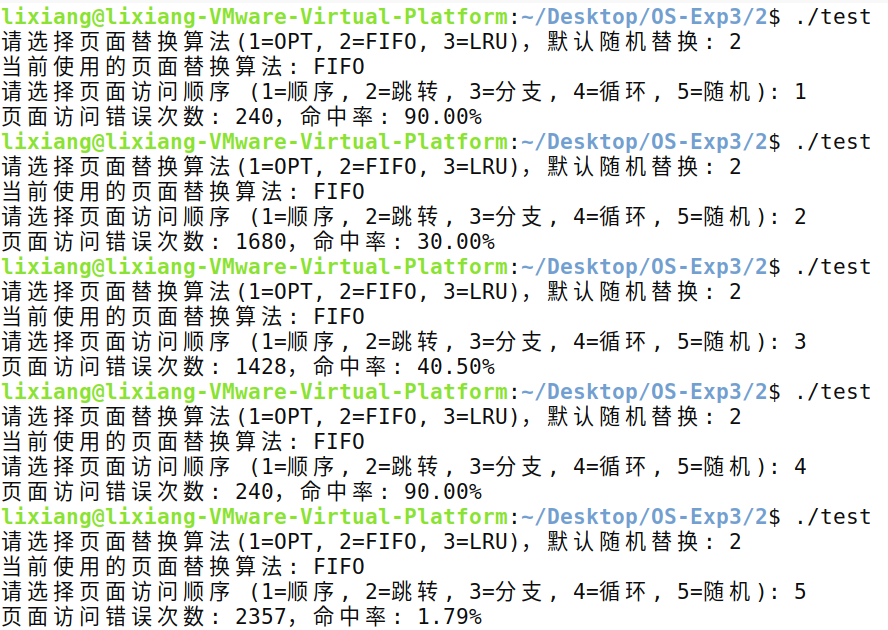 lixiang@lixiang-VMware-Virtual-Platform:~/Desktop/OS-Exp3/2$ ./test
请选择页面替换算法(1=OPT, 2=FIFO, 3=LRU)，默认随机替换: 2
当前使用的页面替换算法: FIFO
请选择页面访问顺序 (1=顺序, 2=跳转, 3=分支, 4=循环, 5=随机): 1
页面访问错误次数: 240，命中率: 90.00%
lixiang@lixiang-VMware-Virtual-Platform:~/Desktop/OS-Exp3/2$ ./test
请选择页面替换算法(1=OPT, 2=FIFO, 3=LRU)，默认随机替换: 2
当前使用的页面替换算法: FIFO
请选择页面访问顺序 (1=顺序, 2=跳转, 3=分支, 4=循环, 5=随机): 2
页面访问错误次数: 1680，命中率: 30.00%
lixiang@lixiang-VMware-Virtual-Platform:~/Desktop/OS-Exp3/2$ ./test
请选择页面替换算法(1=OPT, 2=FIFO, 3=LRU)，默认随机替换: 2
当前使用的页面替换算法: FIFO
请选择页面访问顺序 (1=顺序, 2=跳转, 3=分支, 4=循环, 5=随机): 3
页面访问错误次数: 1428，命中率: 40.50%
lixiang@lixiang-VMware-Virtual-Platform:~/Desktop/OS-Exp3/2$ ./test
请选择页面替换算法(1=OPT, 2=FIFO, 3=LRU)，默认随机替换: 2
当前使用的页面替换算法: FIFO
请选择页面访问顺序 (1=顺序, 2=跳转, 3=分支, 4=循环, 5=随机): 4
页面访问错误次数: 240，命中率: 90.00%
lixiang@lixiang-VMware-Virtual-Platform:~/Desktop/OS-Exp3/2$ ./test
请选择页面替换算法(1=OPT, 2=FIFO, 3=LRU)，默认随机替换: 2
当前使用的页面替换算法: FIFO
请选择页面访问顺序 (1=顺序, 2=跳转, 3=分支, 4=循环, 5=随机): 5
页面访问错误次数: 2357，命中率: 1.79%